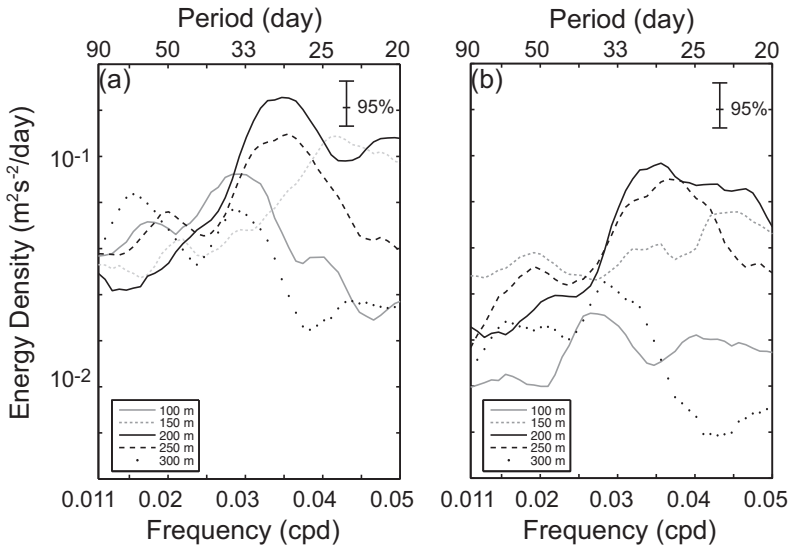 Period (day)
90 50 33 25 20
(a)
95%
10-1
10-2
Energy Density (m2s-2/day)
100 m
150 m
200 m
250 m
300 m
0.011 0.02 0.03 0.04 0.05
Frequency (cpd)
Period (day)
90 50 33 25 20
(b)
95%
100 m
150 m
200 m
250 m
300 m
0.011 0.02 0.03 0.04 0.05
Frequency (cpd)